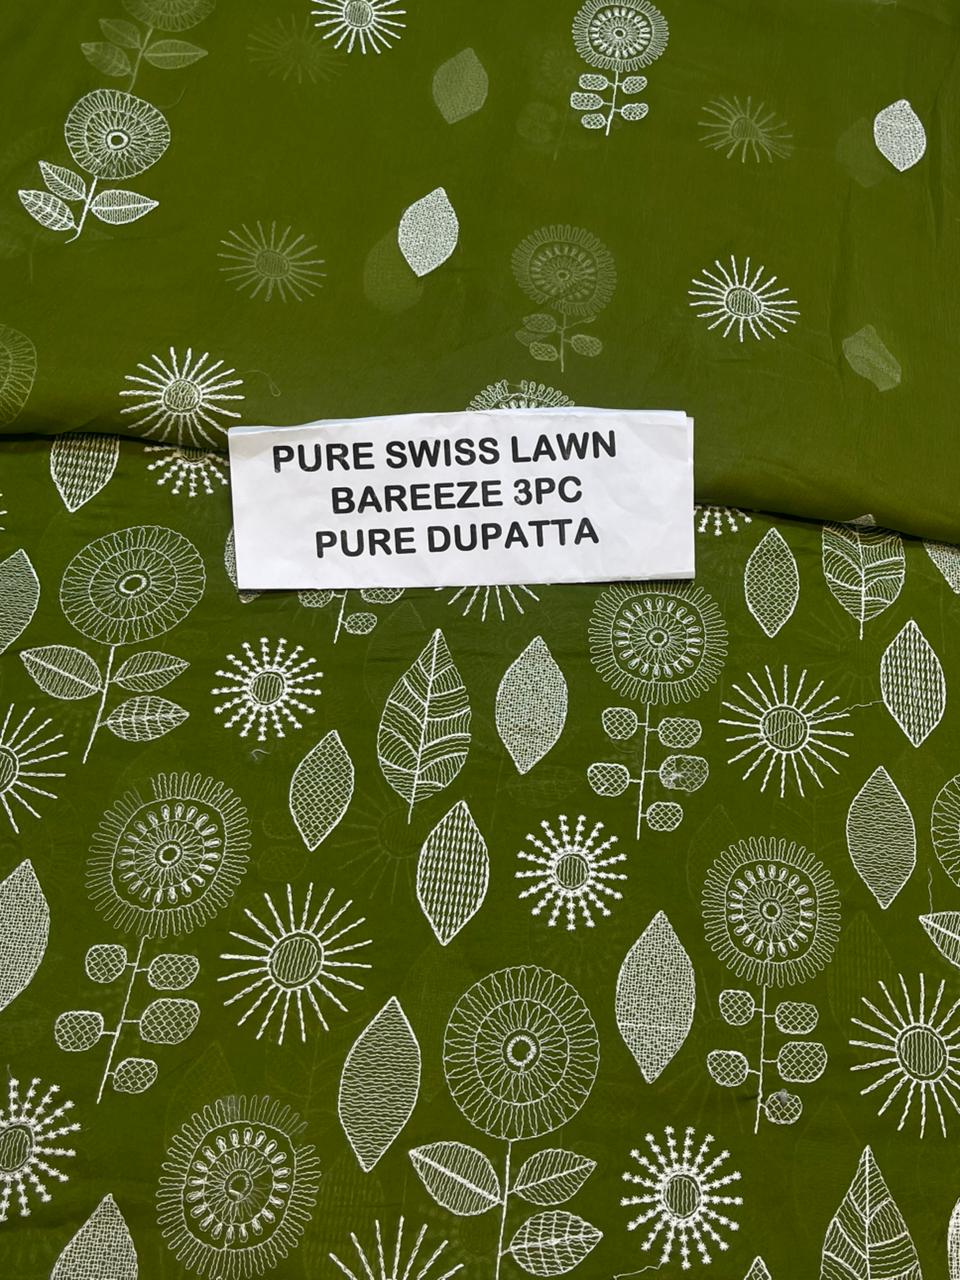 PURE SWISS LAWN
BAREEZE 3PC
PURE DUPATTA